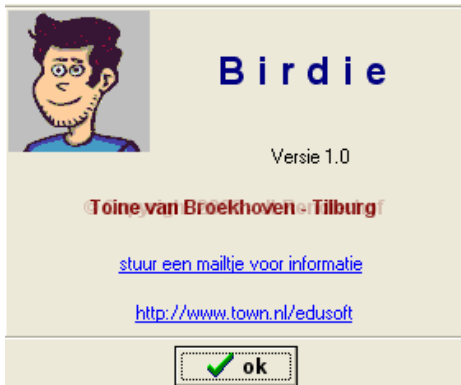 Birdie
Versie 1.0
Toine van Broekhoven - Tilburg
stuur een mailtje voor informatie
http://www.town.nl/edusoft
ok